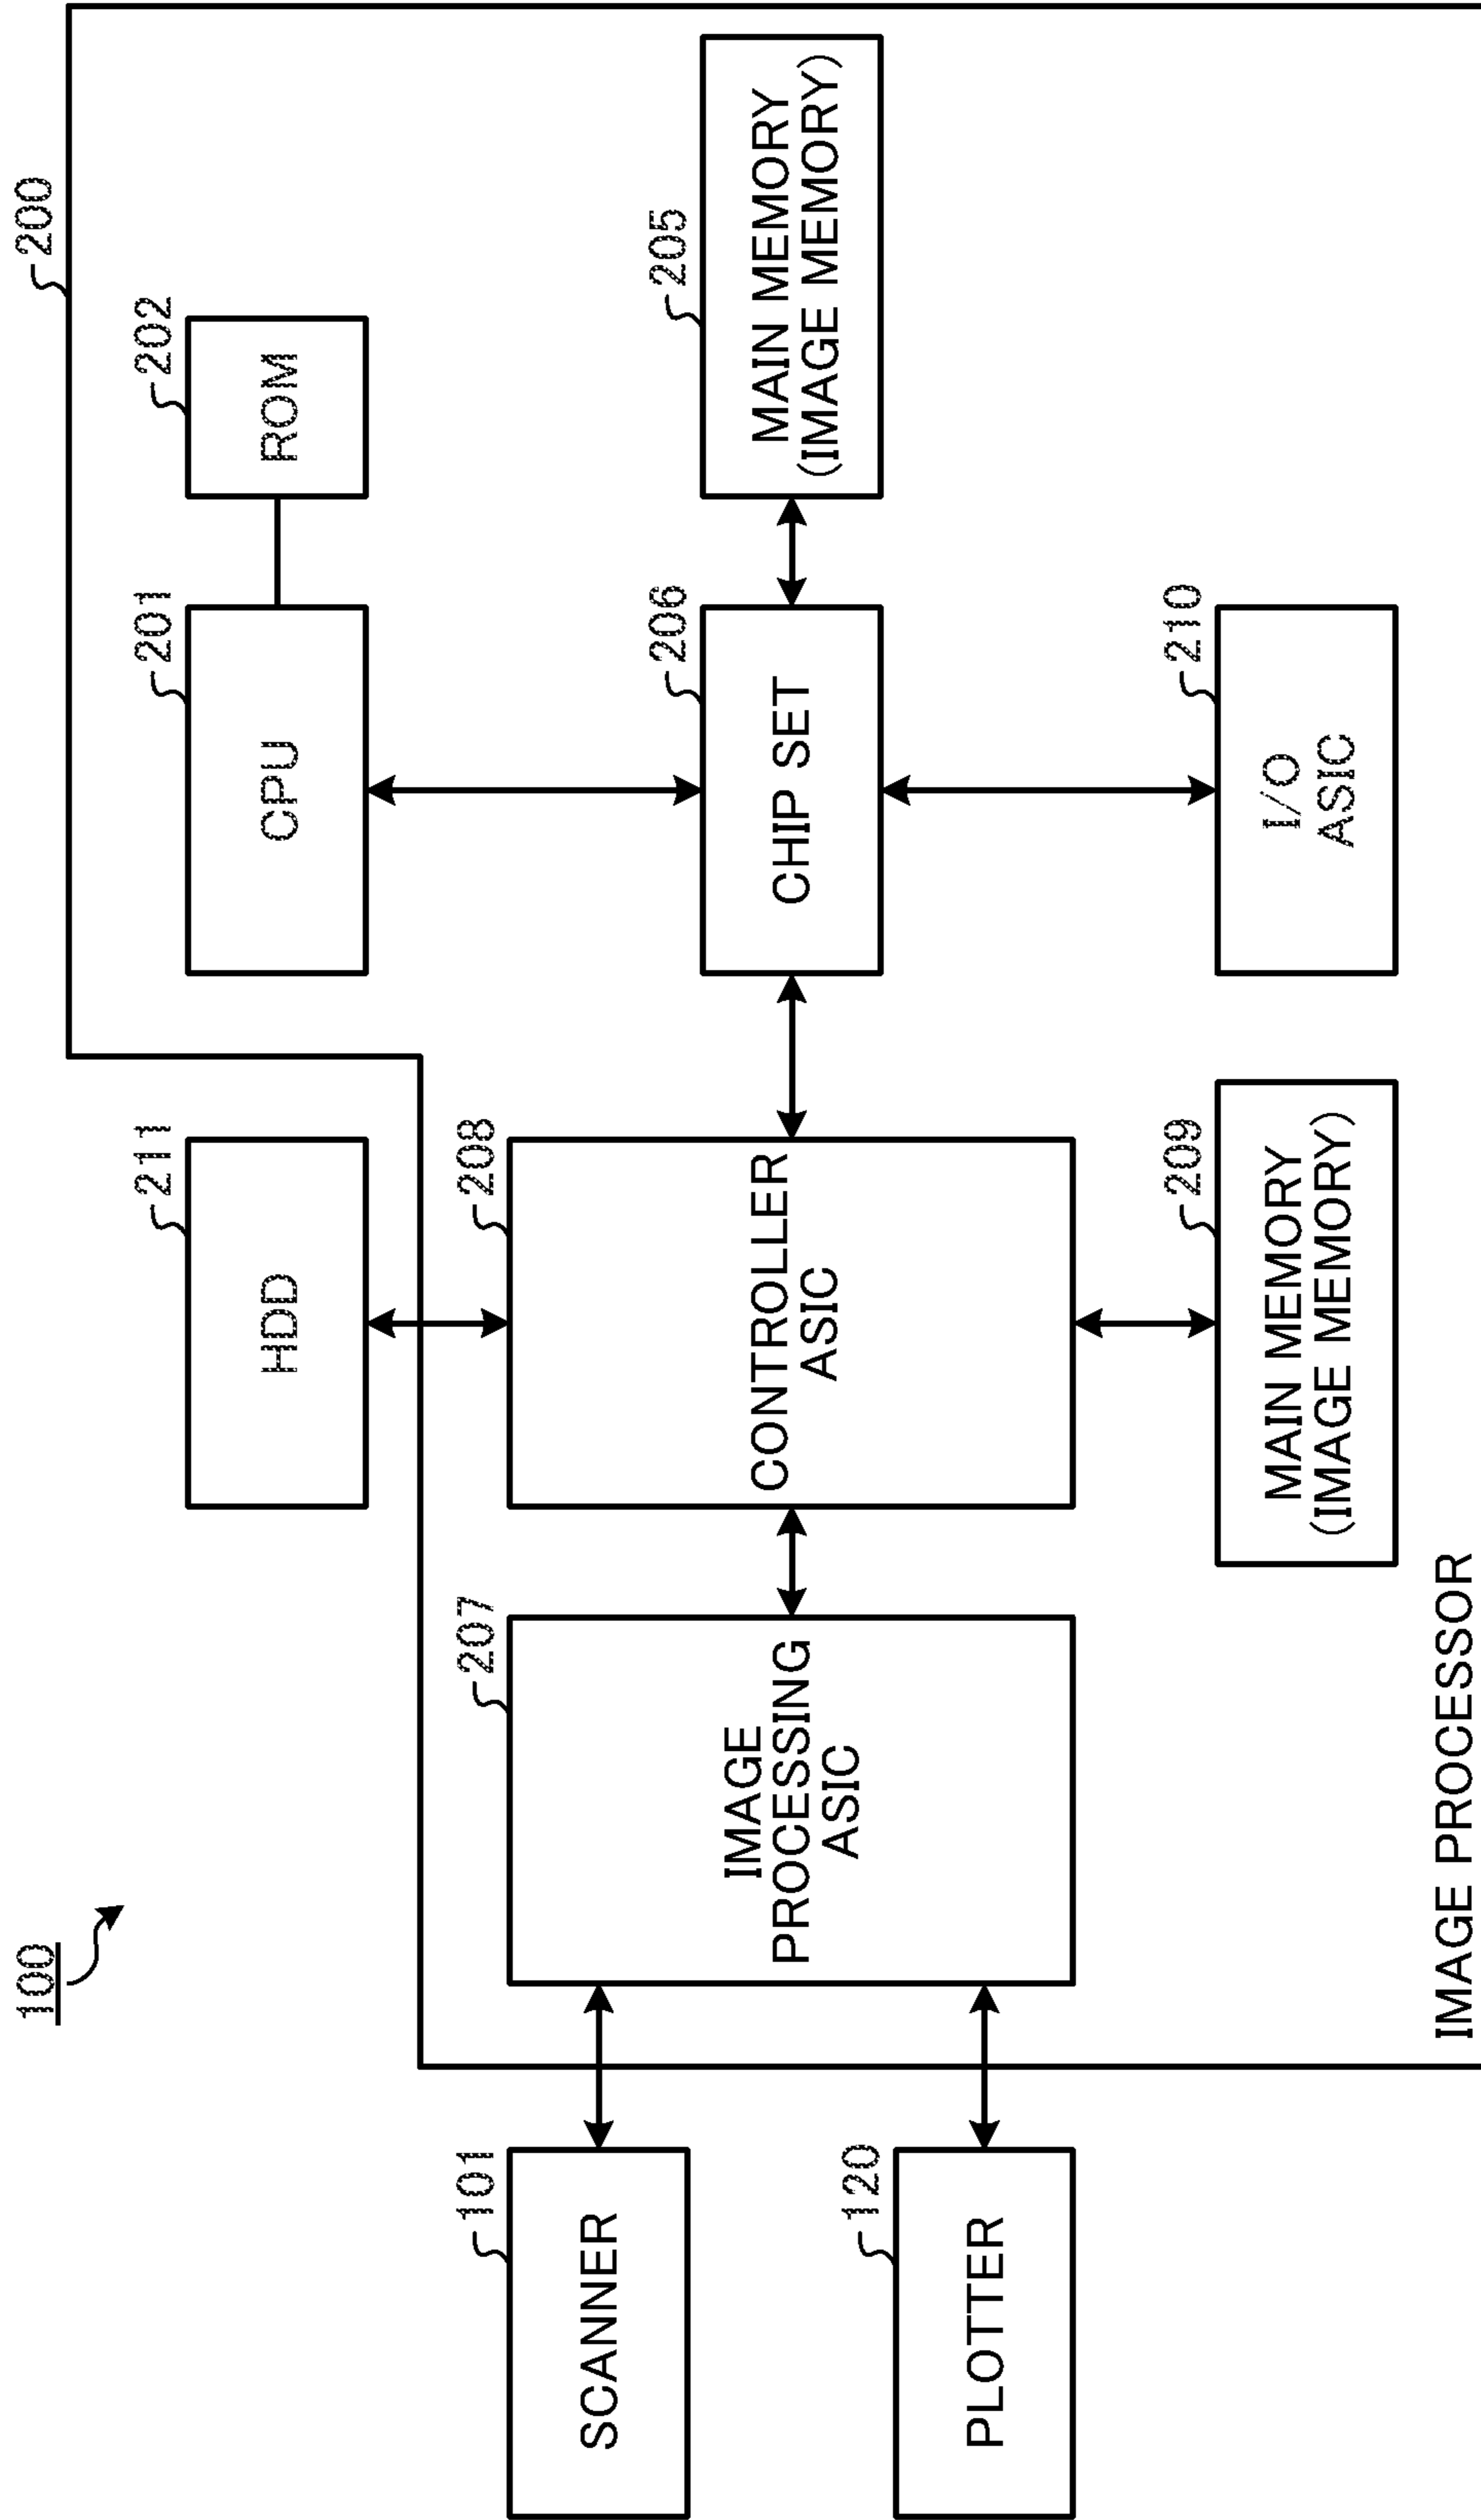 100
200
HDD
211
CPU
201
ROM
202
SCANNER
101
IMAGE
PROCESSING
ASIC
207
CONTROLLER
ASIC
208
CHIP SET
206
MAIN MEMORY
(IMAGE MEMORY)
205
PLOTTER
120
MAIN MEMORY
(IMAGE MEMORY)
209
I/O
ASIC
210
IMAGE PROCESSOR